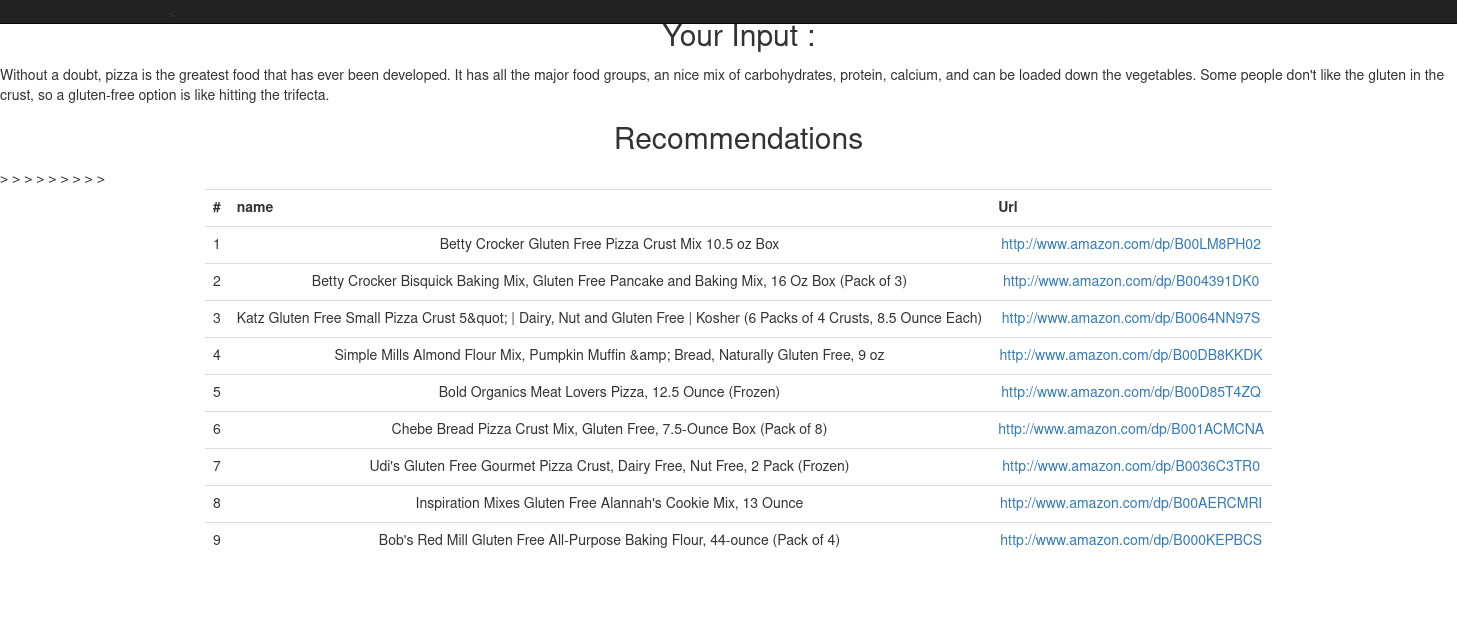 <
Your Input :
Without a doubt, pizza is the greatest food that has ever been developed. It has all the major food groups, an nice mix of carbohydrates, protein, calcium, and can be loaded down the vegetables. Some people don't like the gluten in the
crust, so a gluten-free option is like hitting the trifecta.
Recommendations
> > > > > > > > >
# name Url
1 Betty Crocker Gluten Free Pizza Crust Mix 10.5 oz Box http://www.amazon.com/dp/B00LM8PH02
2 Betty Crocker Bisquick Baking Mix, Gluten Free Pancake and Baking Mix, 16 Oz Box (Pack of 3) http://www.amazon.com/dp/B004391DK0
3 Katz Gluten Free Small Pizza Crust 5&quot; | Dairy, Nut and Gluten Free | Kosher (6 Packs of 4 Crusts, 8.5 Ounce Each) http://www.amazon.com/dp/B0064NN97S
4 Simple Mills Almond Flour Mix, Pumpkin Muffin &amp; Bread, Naturally Gluten Free, 9 oz http://www.amazon.com/dp/B00DB8KKDK
5 Bold Organics Meat Lovers Pizza, 12.5 Ounce (Frozen) http://www.amazon.com/dp/B00D85T4ZQ
6 Chebe Bread Pizza Crust Mix, Gluten Free, 7.5-Ounce Box (Pack of 8) http://www.amazon.com/dp/B001ACMCNA
7 Udi's Gluten Free Gourmet Pizza Crust, Dairy Free, Nut Free, 2 Pack (Frozen) http://www.amazon.com/dp/B0036C3TR0
8 Inspiration Mixes Gluten Free Alannah's Cookie Mix, 13 Ounce http://www.amazon.com/dp/B00AERCMRI
9 Bob's Red Mill Gluten Free All-Purpose Baking Flour, 44-ounce (Pack of 4) http://www.amazon.com/dp/B000KEPBCS